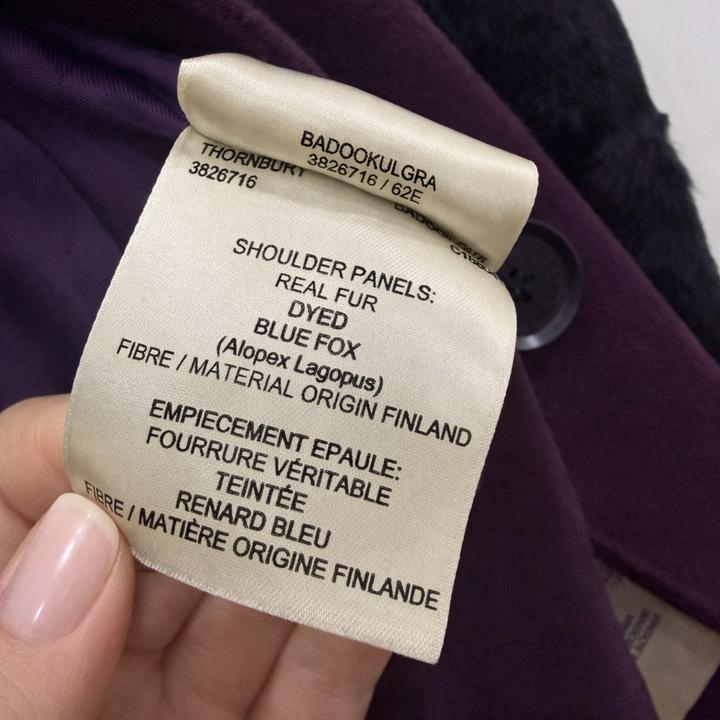 BADOOKULGRA
3826716 / 62E
THORNBURY
3826716
SHOULDER PANELS:
REAL FUR
DYED
BLUE FOX
(Alopex Lagopus)
FIBRE / MATERIAL ORIGIN FINLAND
EMPIECEMENT EPAULE:
FOURRURE VÉRITABLE
TEINTÉE
RENARD BLEU
FIBRE / MATIÈRE ORIGINE FINLANDE